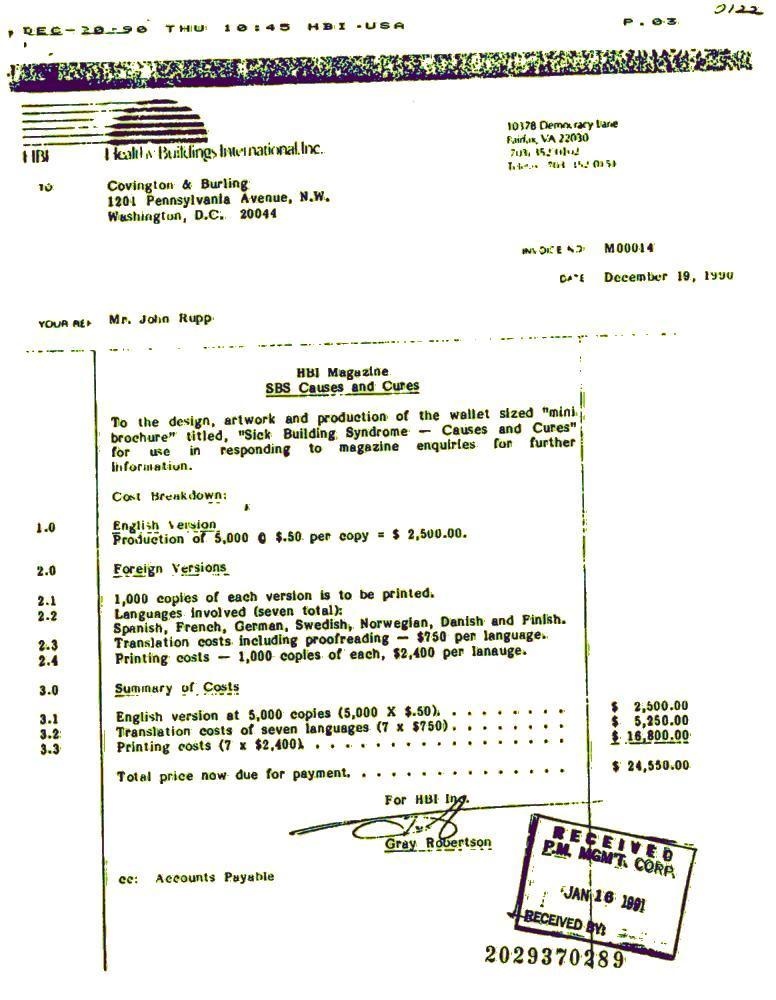 0122
DEC-20-90 THU 10:45 HBI-USA P.03
HBI Healthy Buildings International, Inc.
10378 Democracy Lane
Fairfax, VA 22030
TO Covington & Burling
1201 Pennsylvania Avenue, N.W.
Washington, D.C. 20044
INVOICE NO M00014
DATE December 19, 1990
YOUR REF Mr. John Rupp
HBI Magazine
SBS Causes and Cures
To the design, artwork and production of the wallet sized "mini
brochure" titled, "Sick Building Syndrome — Causes and Cures"
for use in responding to magazine enquiries for further
information.
Cost Breakdown:
1.0 English Version
Production of 5,000 @ $.50 per copy = $ 2,500.00.
2.0 Foreign Versions
2.1 1,000 copies of each version is to be printed.
2.2 Languages involved (seven total):
Spanish, French, German, Swedish, Norwegian, Danish and Finish.
2.3 Translation costs including proofreading — $750 per language.
2.4 Printing costs — 1,000 copies of each, $2,400 per lanauge.
3.0 Summary of Costs
3.1 English version at 5,000 copies (5,000 X $.50). . . . . . . . . $ 2,500.00
3.2 Translation costs of seven languages (7 x $750) . . . . . . . . $ 5,250.00
3.3 Printing costs (7 x $2,400) . . . . . . . . . . . . . . . . . $ 16,800.00
Total price now due for payment. . . . . . . . . . . . . . $ 24,550.00
For HBI Inc.
Gray Robertson
cc: Accounts Payable
RECEIVED
P.M. MGM'T. CORP.
JAN 16 1991
RECEIVED BY:
2029370289